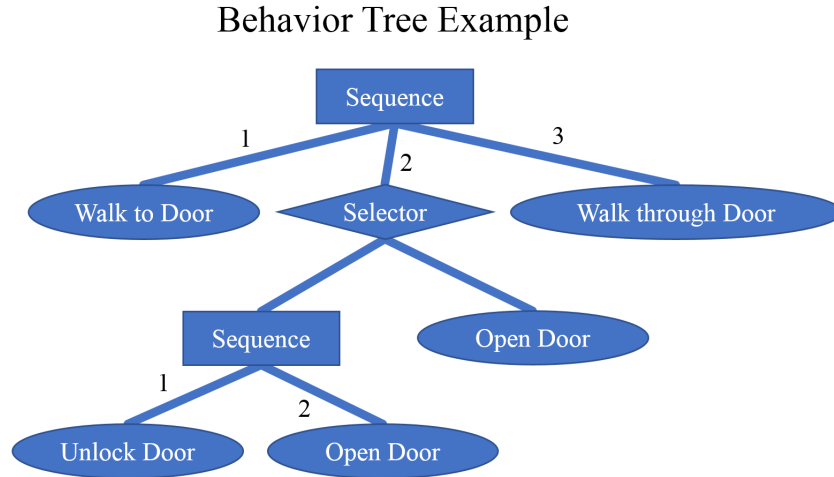 Behavior Tree Example
Sequence
1
2
3
Walk to Door
Selector
Walk through Door
Sequence
Open Door
1
2
Unlock Door
Open Door